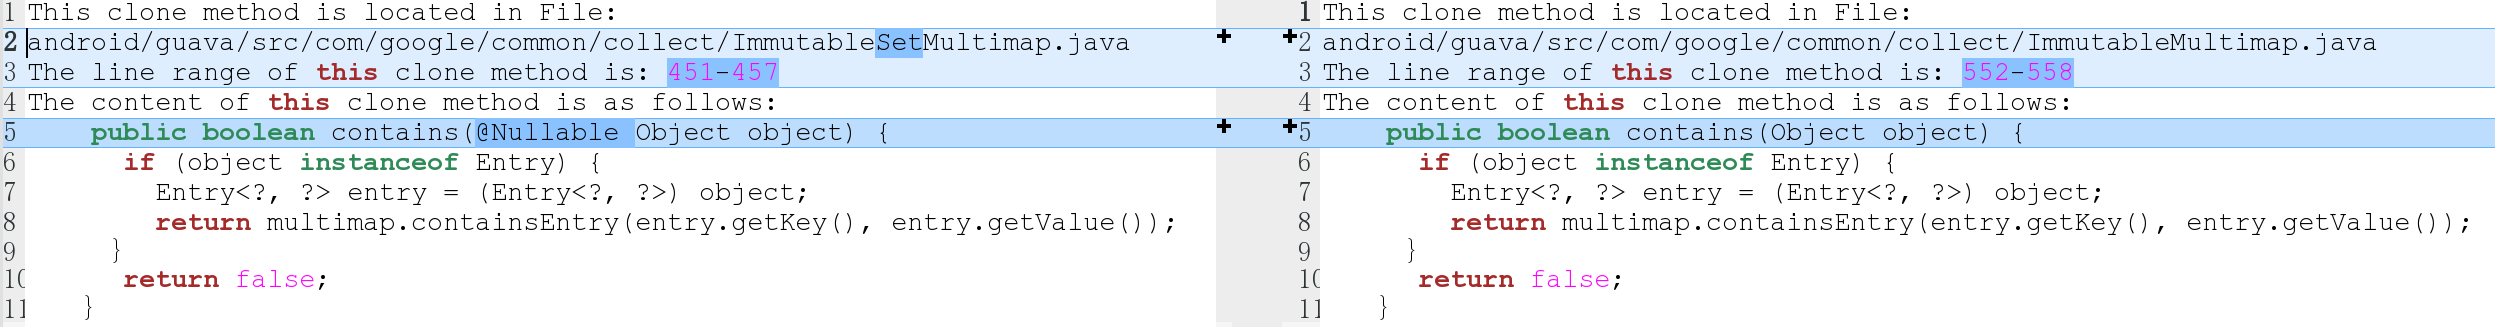 1 This clone method is located in File:
2 android/guava/src/com/google/common/collect/ImmutableSetMultimap.java
3 The line range of this clone method is: 451-457
4 The content of this clone method is as follows:
5 public boolean contains(@Nullable Object object) {
6 if (object instanceof Entry) {
7 Entry<?, ?> entry = (Entry<?, ?>) object;
8 return multimap.containsEntry(entry.getKey(), entry.getValue());
9 }
10 return false;
11 }
1 This clone method is located in File:
2 android/guava/src/com/google/common/collect/ImmutableMultimap.java
3 The line range of this clone method is: 552-558
4 The content of this clone method is as follows:
5 public boolean contains(Object object) {
6 if (object instanceof Entry) {
7 Entry<?, ?> entry = (Entry<?, ?>) object;
8 return multimap.containsEntry(entry.getKey(), entry.getValue());
9 }
10 return false;
11 }